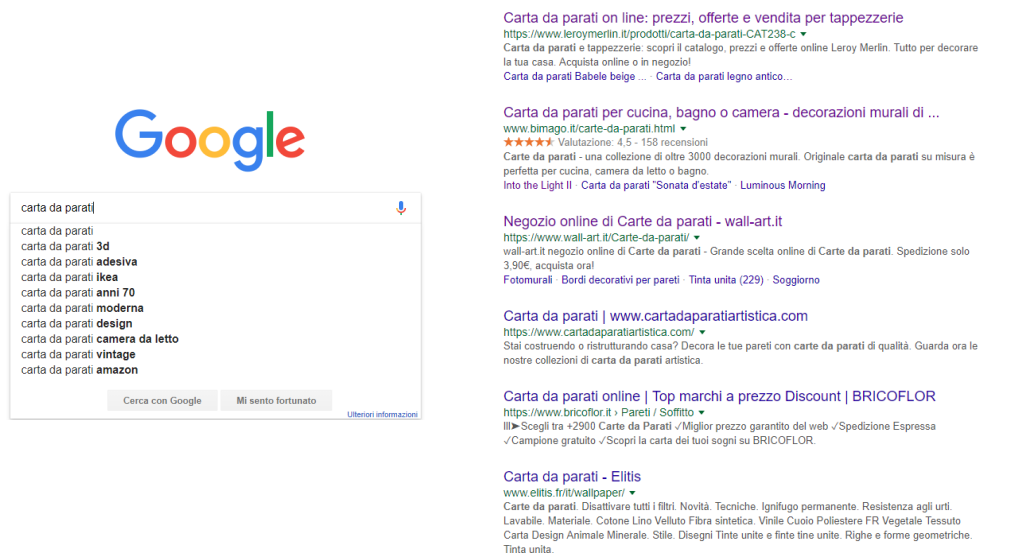 Google
carta da parati
carta da parati
carta da parati 3d
carta da parati adesiva
carta da parati ikea
carta da parati anni 70
carta da parati moderna
carta da parati design
carta da parati camera da letto
carta da parati vintage
carta da parati amazon
Cerca con Google
Mi sento fortunato
Ulteriori informazioni
Carta da parati on line: prezzi, offerte e vendita per tappezzerie
https://www.leroymerlin.it/prodotti/carta-da-parati-CAT238-c
Carta da parati e tappezzerie: scopri il catalogo, prezzi e offerte online Leroy Merlin. Tutto per decorare
la tua casa. Acquista online o in negozio!
Carta da parati Babele beige ... · Carta da parati legno antico…
Carta da parati per cucina, bagno o camera - decorazioni murali di ...
www.bimago.it/carte-da-parati.html
Valutazione: 4,5 - 158 recensioni
Carte da parati - una collezione di oltre 3000 decorazioni murali. Originale carta da parati su misura è
perfetta per cucina, camera da letto o bagno.
Into the Light II · Carta da parati "Sonata d'estate" · Luminous Morning
Negozio online di Carte da parati - wall-art.it
https://www.wall-art.it/Carte-da-parati/
wall-art.it negozio online di Carte da parati - Grande scelta online di Carte da parati. Spedizione solo
3,90€, acquista ora!
Fotomurali · Bordi decorativi per pareti · Tinta unita (229) · Soggiorno
Carta da parati | www.cartadaparatiartistica.com
https://www.cartadaparatiartistica.com/
Stai costruendo o ristrutturando casa? Decora le tue pareti con carte da parati di qualità. Guarda ora le
nostre collezioni di carta da parati artistica.
Carta da parati online | Top marchi a prezzo Discount | BRICOFLOR
https://www.bricoflor.it › Pareti / Soffitto
lll➤Scegli tra +2900 Carte da Parati ✓Miglior prezzo garantito del web ✓Spedizione Espressa
✓Campione gratuito ✓Scopri la carta dei tuoi sogni su BRICOFLOR.
Carta da parati - Elitis
www.elitis.fr/it/wallpaper/
Carte da parati. Disattivare tutti i filtri. Novità. Tecniche. Ignifugo permanente. Resistenza agli urti.
Lavabile. Materiale. Cotone Lino Velluto Fibra sintetica. Vinile Cuoio Poliestere FR Vegetale Tessuto
Carta Design Animale Minerale. Stile. Disegni Tinte unite e finte tine unite. Righe e forme geometriche.
Tinta unita.